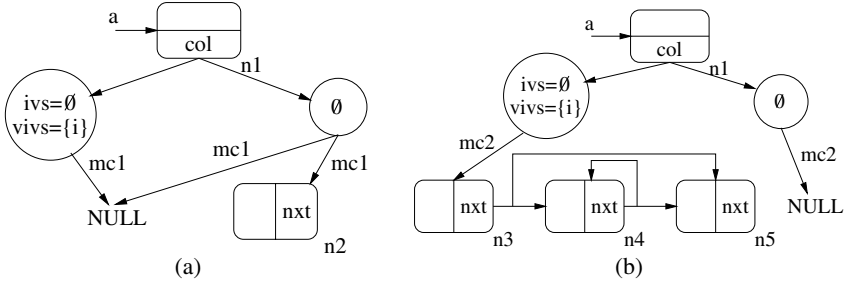 a
col
n1
ivs=∅
vivs={i}
∅
mc1
mc1
mc1
NULL
nxt
n2
(a)
a
col
n1
ivs=∅
vivs={i}
∅
mc2
mc2
nxt
nxt
nxt
NULL
n3
n4
n5
(b)